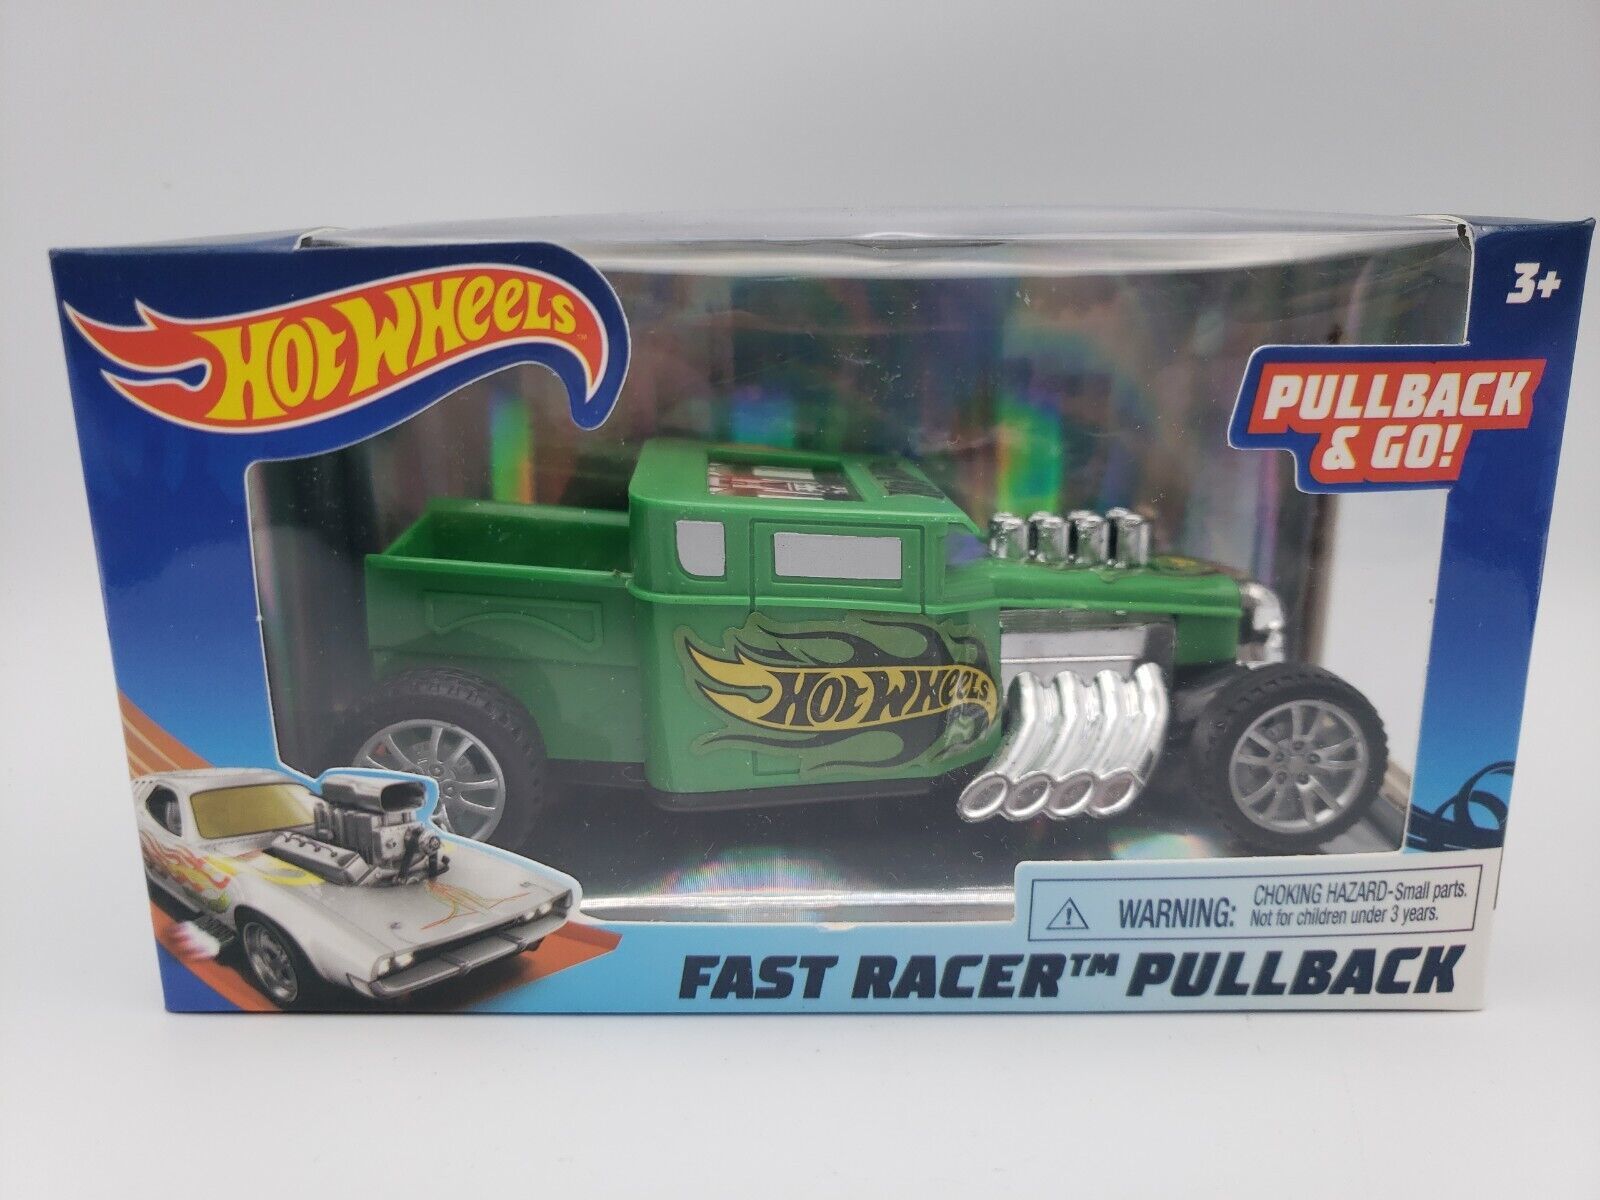 HOT WHEELS™
3+
PULLBACK
& GO!
HOT WHEELS
WARNING:
CHOKING HAZARD-Small parts.
Not for children under 3 years.
FAST RACER™ PULLBACK